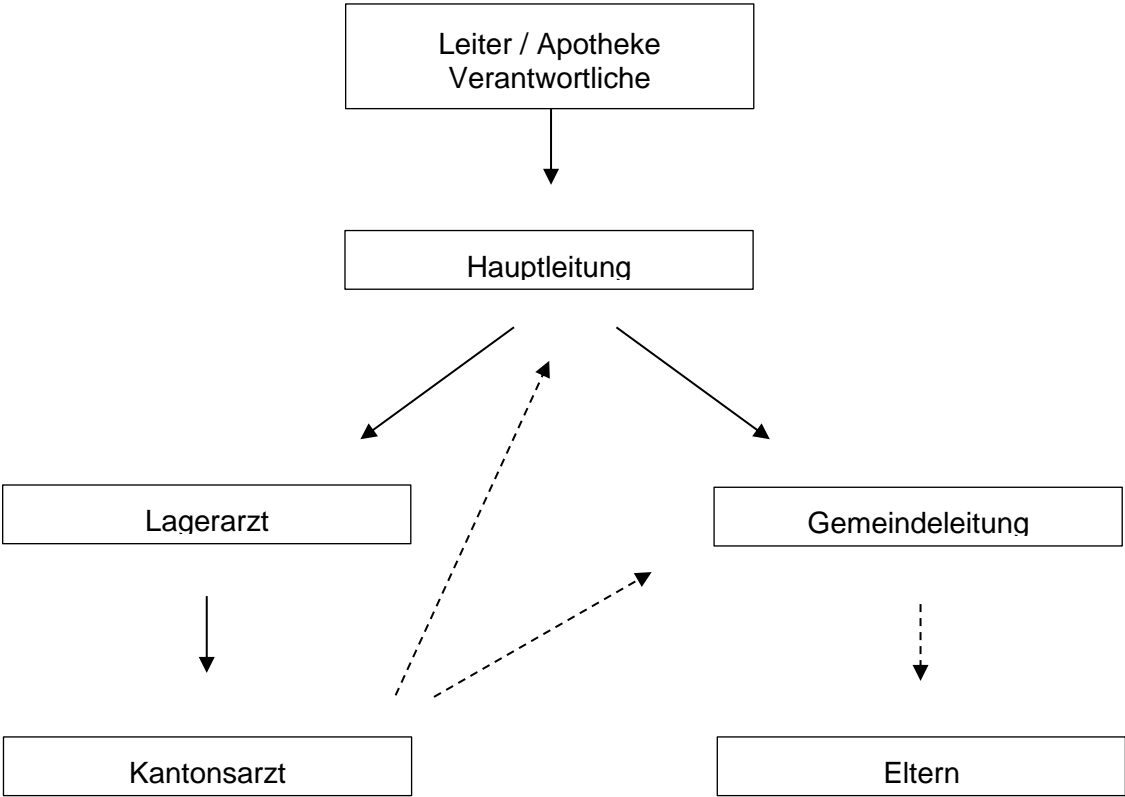 Leiter / Apotheke
Verantwortliche
Hauptleitung
Lagerarzt
Gemeindeleitung
Kantonsarzt
Eltern